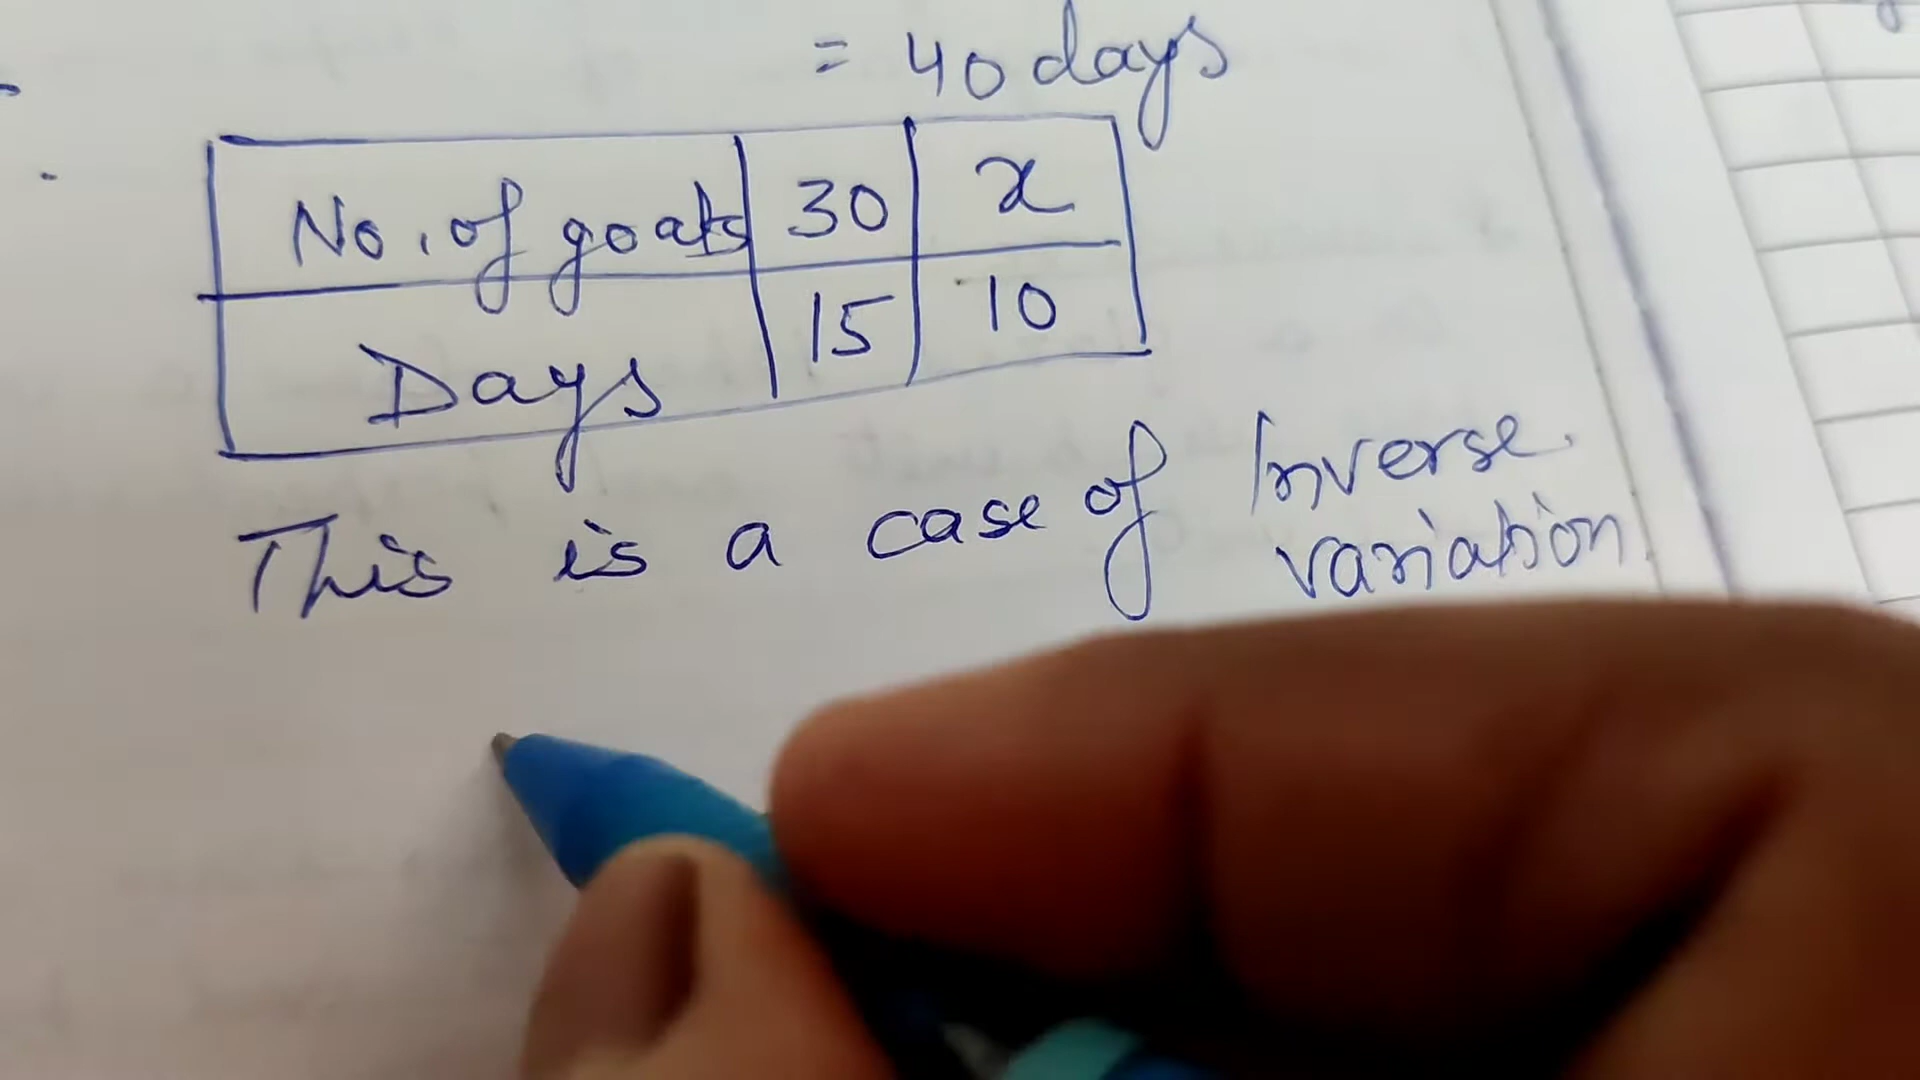 = 40 days
No. of goats 30 x
Days 15 10
This is a case of Inverse
variation